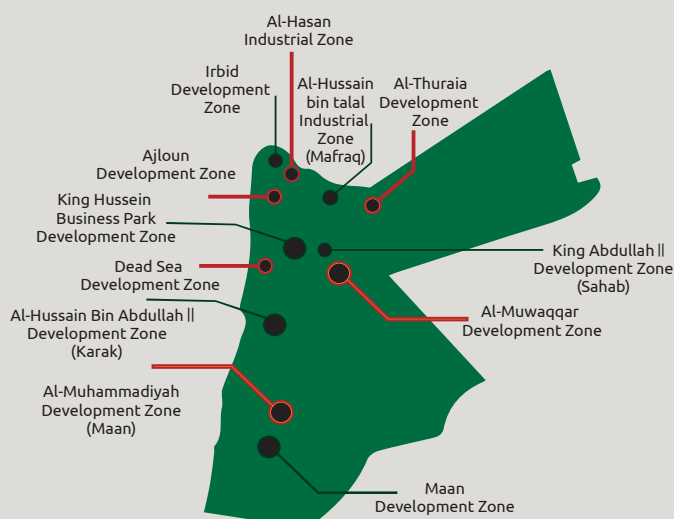 Al-Hasan
Industrial Zone
Irbid
Development
Zone
Al-Hussain
bin talal
Industrial
Zone
(Mafraq)
Al-Thuraia
Development
Zone
Ajloun
Development Zone
King Hussein
Business Park
Development Zone
Dead Sea
Development Zone
King Abdullah ||
Development Zone
(Sahab)
Al-Hussain Bin Abdullah ||
Development Zone
(Karak)
Al-Muwaqqar
Development Zone
Al-Muhammadiyah
Development Zone
(Maan)
Maan
Development Zone